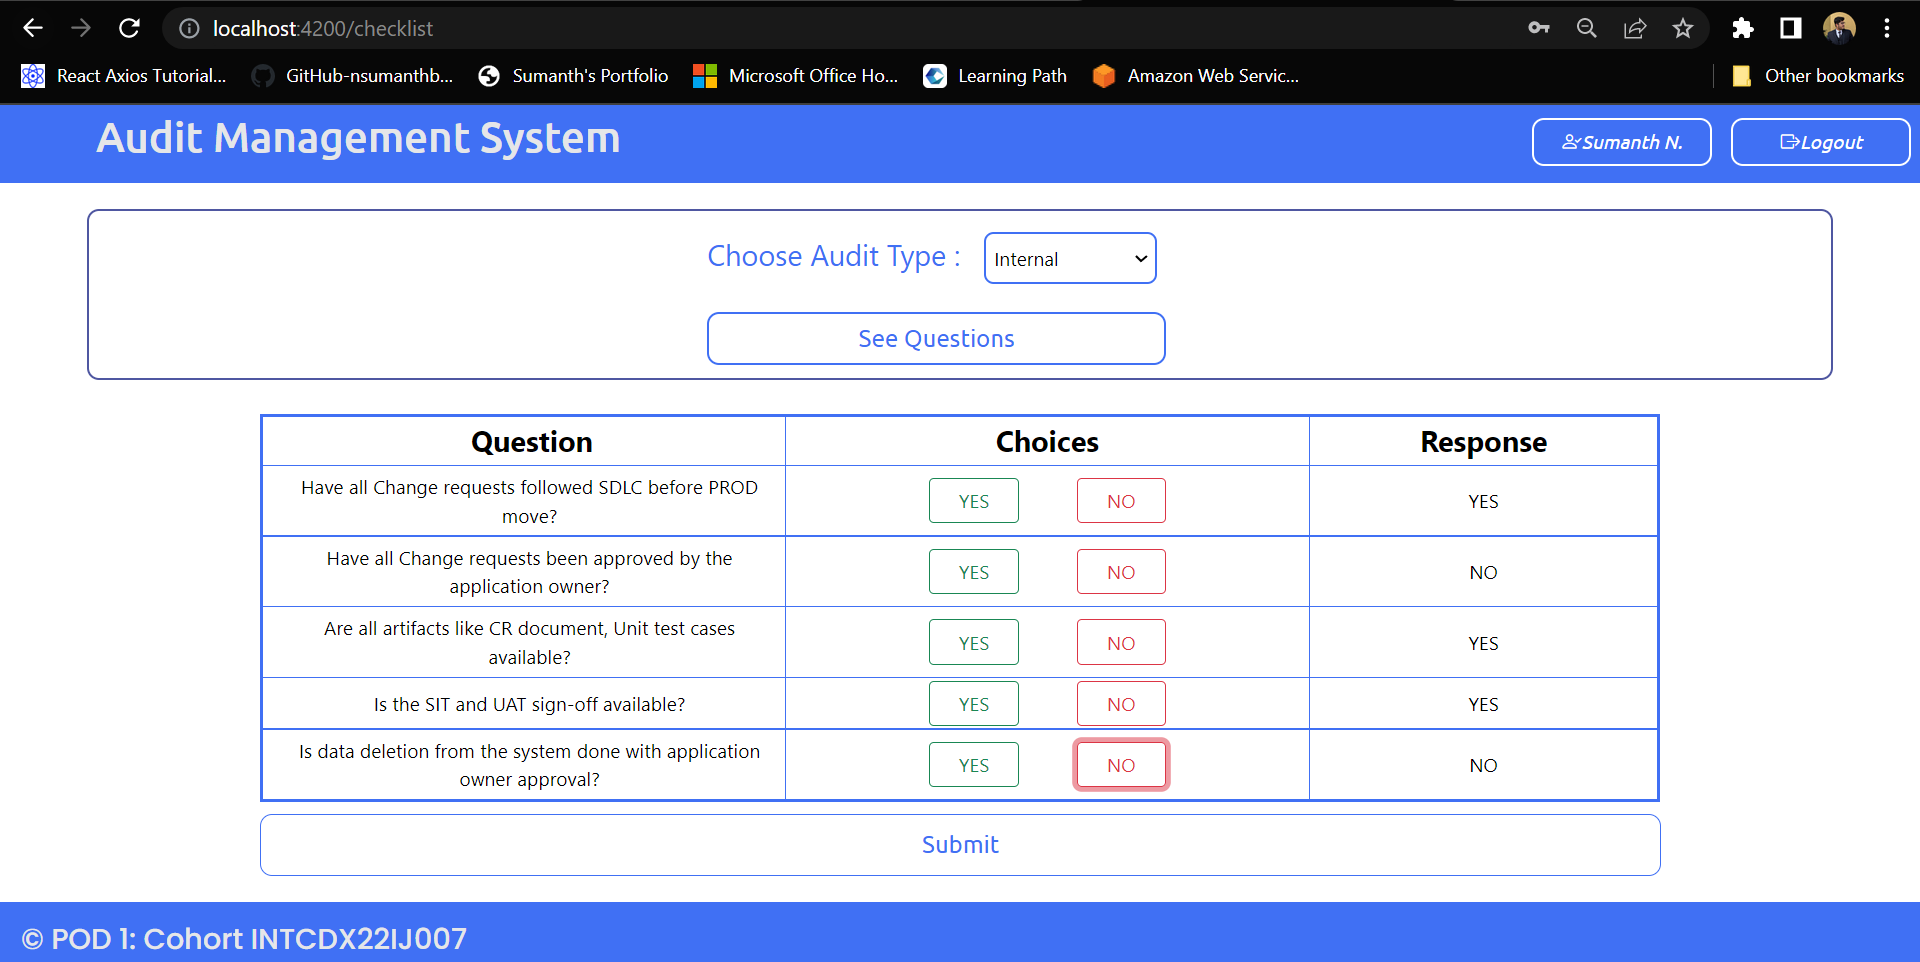 localhost:4200/checklist
React Axios Tutorial...
GitHub-nsumanthb...
Sumanth's Portfolio
Microsoft Office Ho...
Learning Path
Amazon Web Servic...
Other bookmarks
Audit Management System
Sumanth N.
Logout
Choose Audit Type :
Internal
See Questions
Question
Choices
Response
Have all Change requests followed SDLC before PROD
move?
YES
NO
YES
Have all Change requests been approved by the
application owner?
YES
NO
NO
Are all artifacts like CR document, Unit test cases
available?
YES
NO
YES
Is the SIT and UAT sign-off available?
YES
NO
YES
Is data deletion from the system done with application
owner approval?
YES
NO
NO
Submit
© POD 1: Cohort INTCDX22IJ007